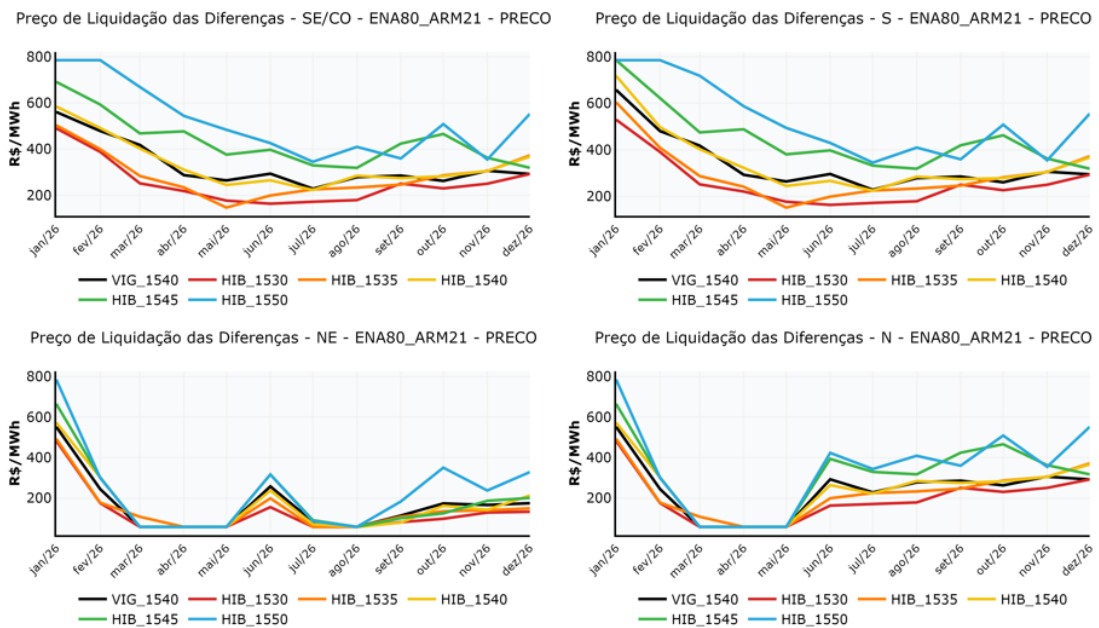 Preço de Liquidação das Diferenças - SE/CO - ENA80_ARM21 - PRECO
R$/MWh
800
600
400
200
jan/26 fev/26 mar/26 abr/26 mai/26 jun/26 jul/26 ago/26 set/26 out/26 nov/26 dez/26
VIG_1540 HIB_1530 HIB_1535 HIB_1540
HIB_1545 HIB_1550
Preço de Liquidação das Diferenças - S - ENA80_ARM21 - PRECO
R$/MWh
800
600
400
200
jan/26 fev/26 mar/26 abr/26 mai/26 jun/26 jul/26 ago/26 set/26 out/26 nov/26 dez/26
VIG_1540 HIB_1530 HIB_1535 HIB_1540
HIB_1545 HIB_1550
Preço de Liquidação das Diferenças - NE - ENA80_ARM21 - PRECO
R$/MWh
800
600
400
200
jan/26 fev/26 mar/26 abr/26 mai/26 jun/26 jul/26 ago/26 set/26 out/26 nov/26 dez/26
VIG_1540 HIB_1530 HIB_1535 HIB_1540
HIB_1545 HIB_1550
Preço de Liquidação das Diferenças - N - ENA80_ARM21 - PRECO
R$/MWh
800
600
400
200
jan/26 fev/26 mar/26 abr/26 mai/26 jun/26 jul/26 ago/26 set/26 out/26 nov/26 dez/26
VIG_1540 HIB_1530 HIB_1535 HIB_1540
HIB_1545 HIB_1550